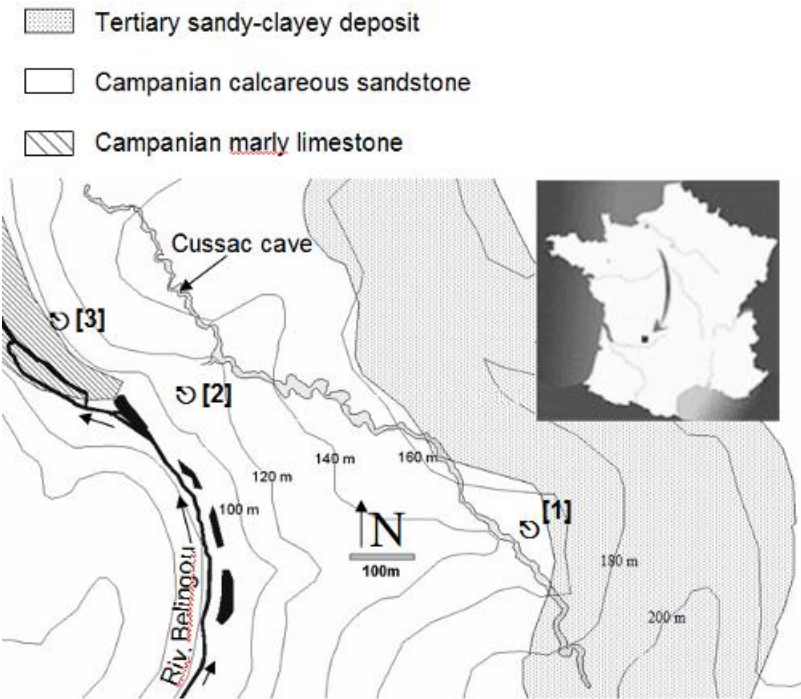 Tertiary sandy-clayey deposit
Campanian calcareous sandstone
Campanian marly limestone
Cussac cave
[3]
[2]
140 m
160 m
120 m
[1]
100 m
N
100m
180 m
200 m
Riv. Belingou